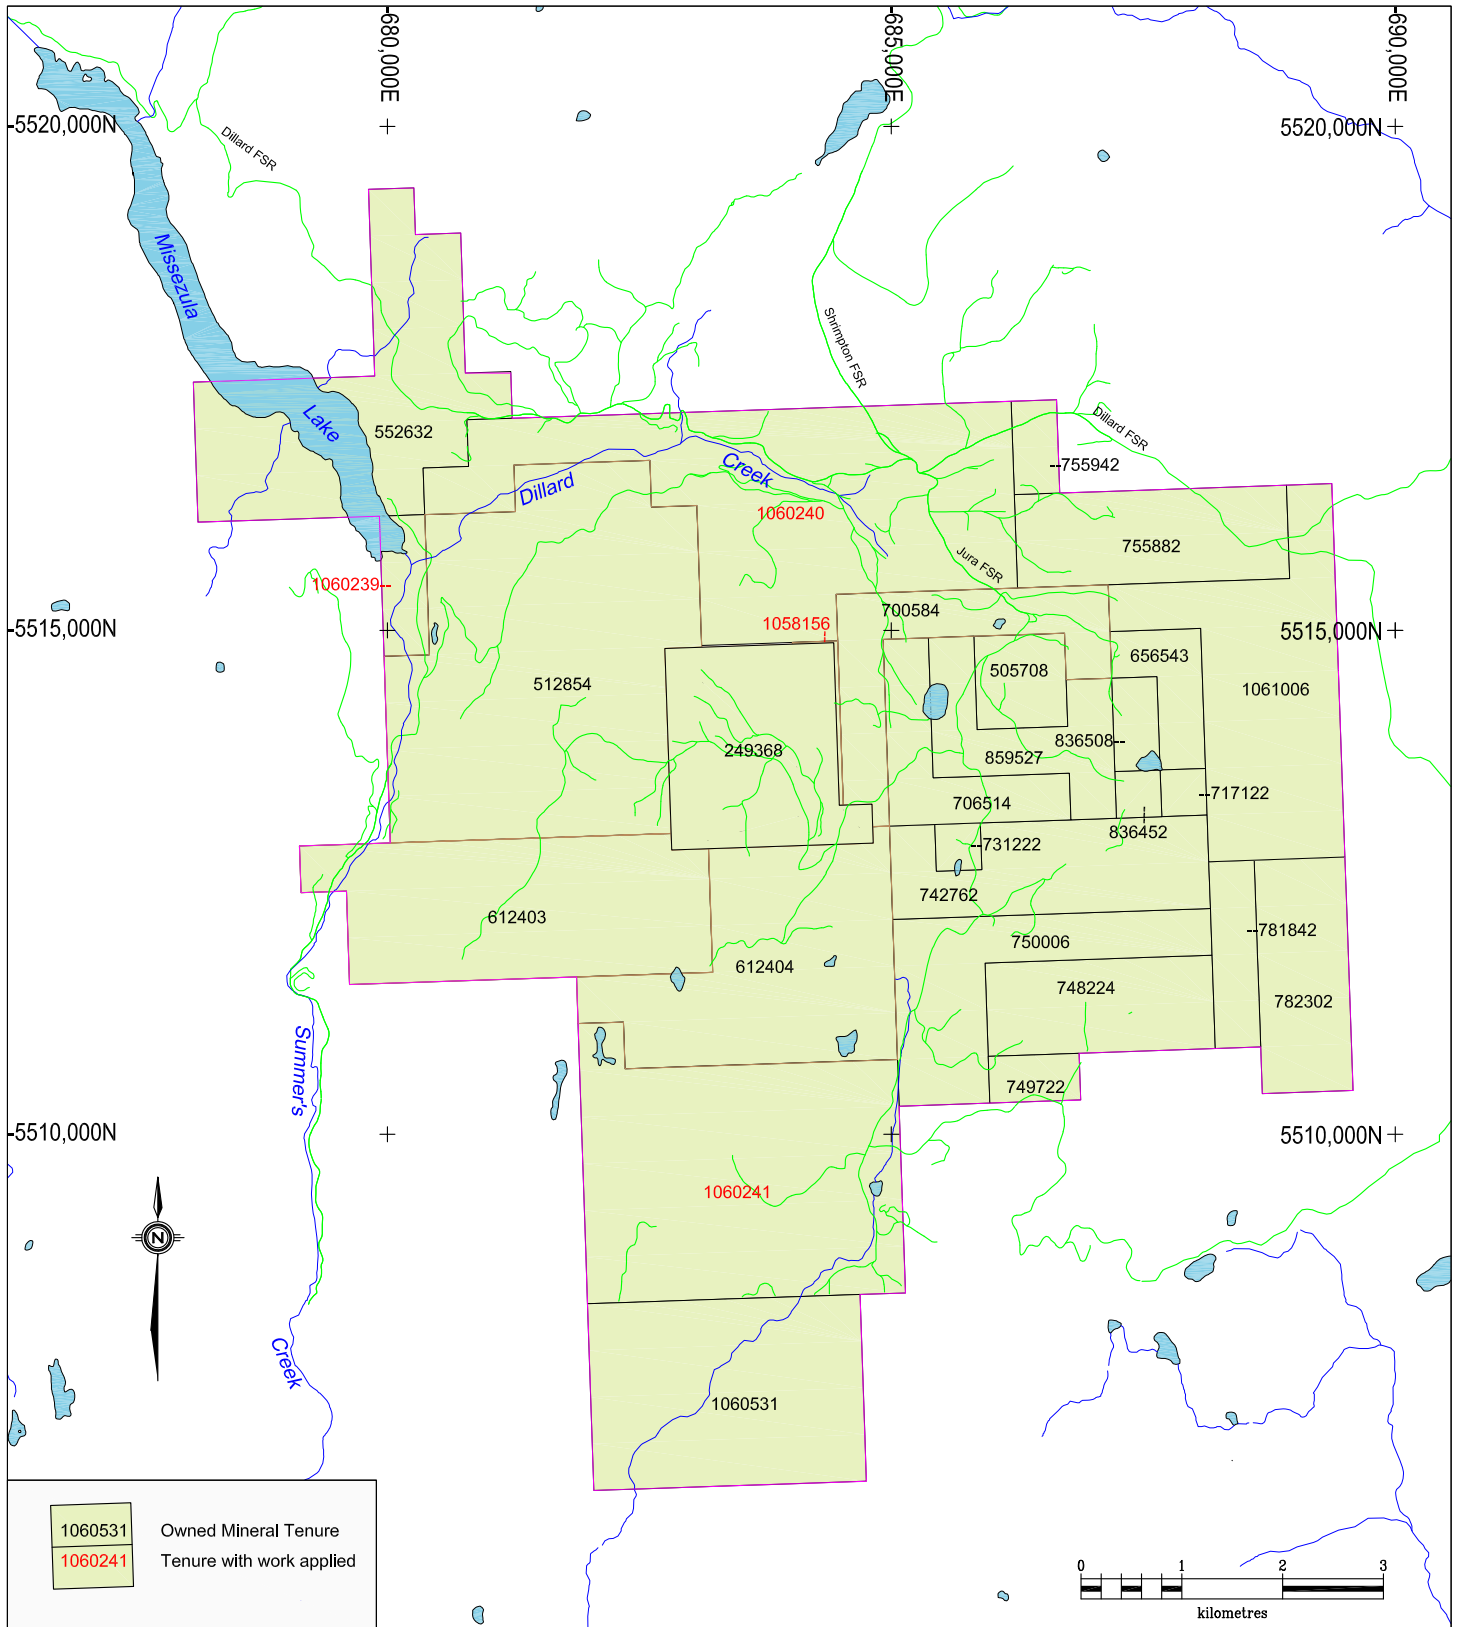 680,000E
685,000E
690,000E
5520,000N
5520,000N
Dillard FSR
Missezula
Lake
Shrimpton FSR
552632
Dillard FSR
755942
Creek
Dillard
1060240
755882
Jura FSR
1060239
700584
1058156
5515,000N
5515,000N
656543
505708
512854
1061006
836508
249368
859527
717122
706514
836452
731222
742762
612403
781842
750006
612404
748224
782302
Summer's
749722
5510,000N
5510,000N
1060241
N
Creek
1060531
1060531 Owned Mineral Tenure
1060241 Tenure with work applied
0 1 2 3
kilometres